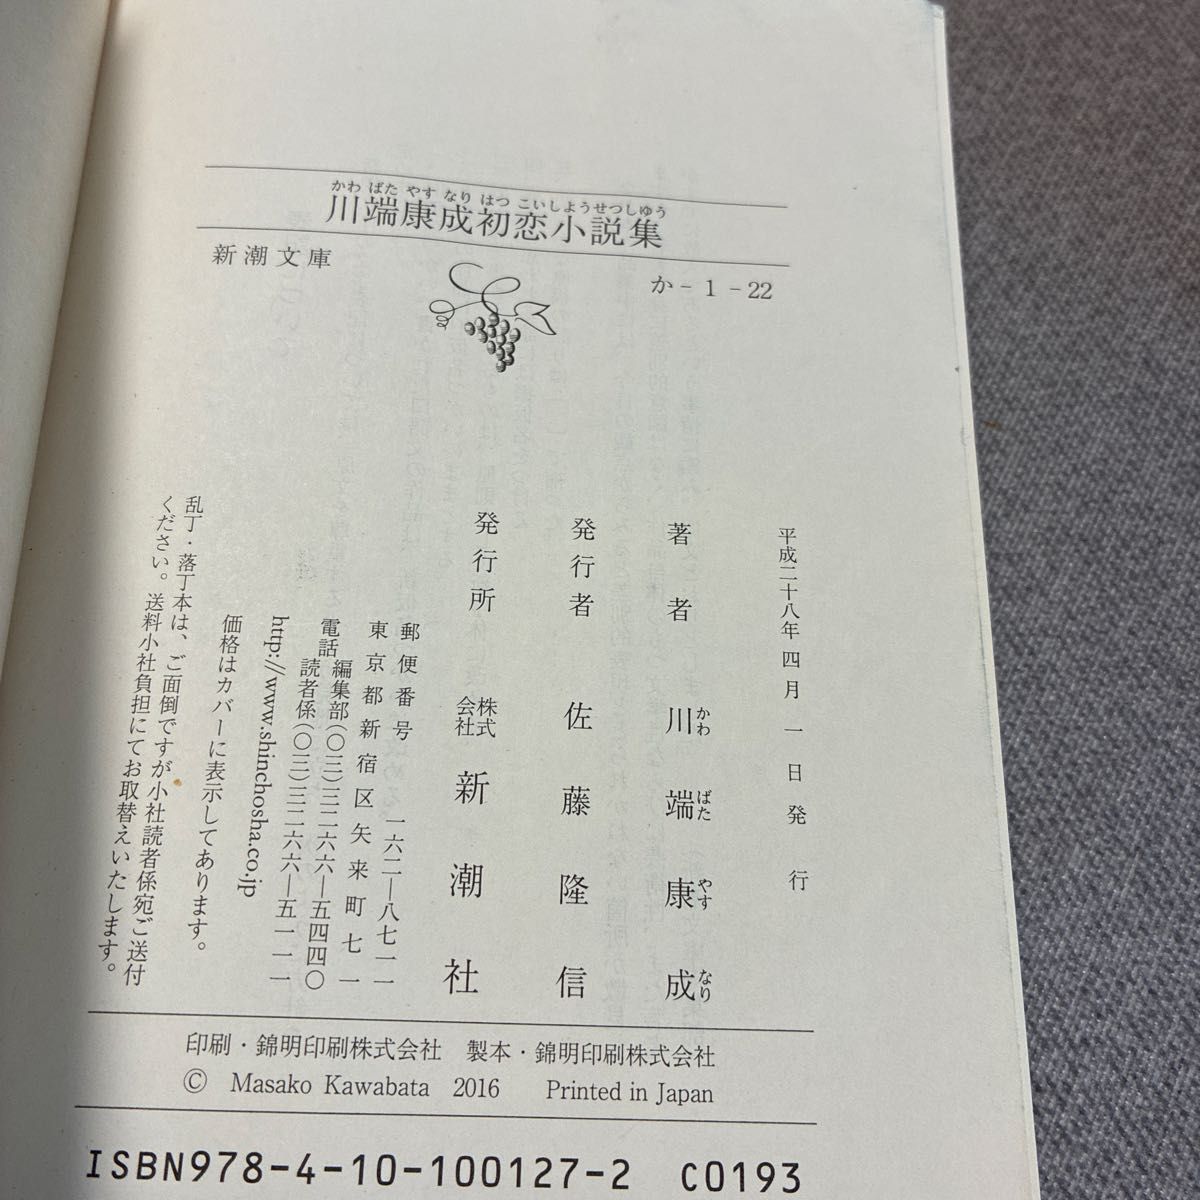 かわ ばた やす なり はつ こいしようせつしゆう
川端康成初恋小説集
新潮文庫
か-1-22
平成二十八年四月一日発行
著者 川端康成
かわ ばた やす なり
発行者 佐藤隆信
発行所 株式会社 新潮社
郵便番号 一六二―八七一一
東京都新宿区矢来町七一
電話 編集部(〇三)三二六六―五四四〇
読者係(〇三)三二六六―五一一一
http://www.shinchosha.co.jp
価格はカバーに表示してあります。
乱丁・落丁本は、ご面倒ですが小社読者係宛ご送付
ください。送料小社負担にてお取替えいたします。
印刷・錦明印刷株式会社 製本・錦明印刷株式会社
© Masako Kawabata 2016 Printed in Japan
ISBN978-4-10-100127-2 C0193